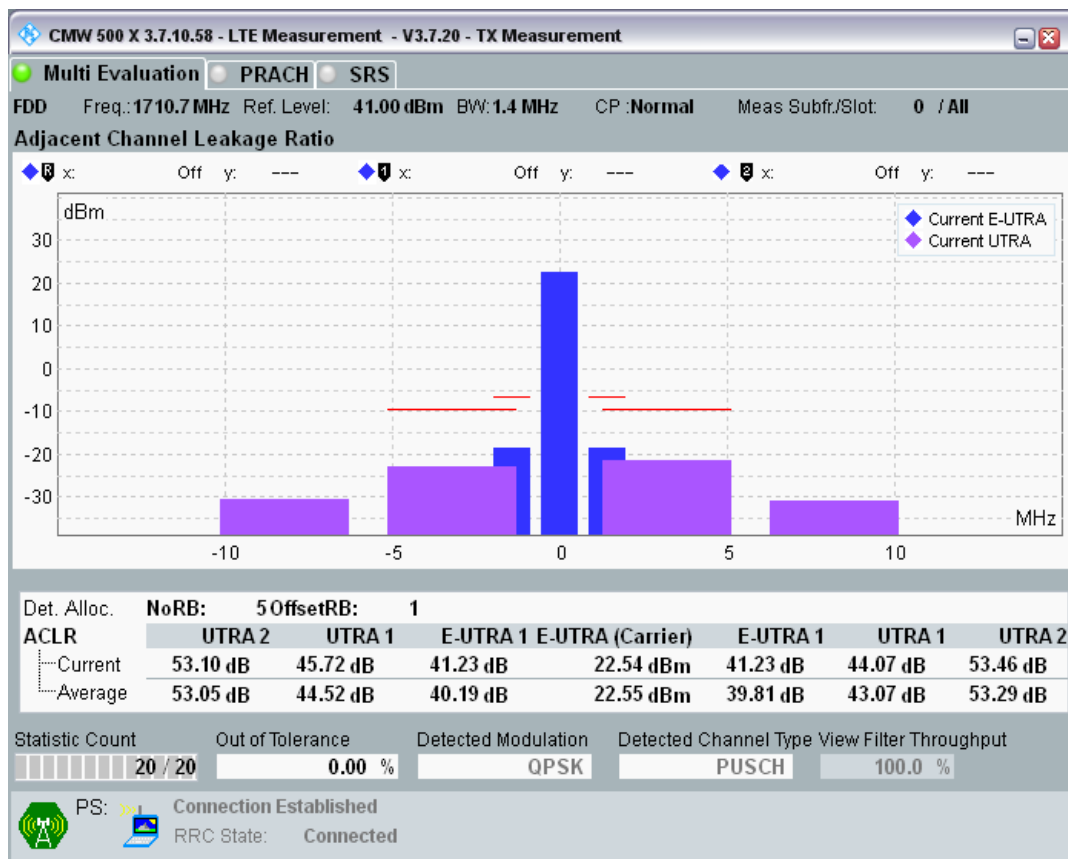 CMW 500 X 3.7.10.58 - LTE Measurement - V3.7.20 - TX Measurement
Multi Evaluation PRACH SRS
FDD Freq.:1710.7 MHz Ref. Level: 41.00 dBm BW:1.4 MHz CP :Normal Meas Subfr./Slot: 0 / All
Adjacent Channel Leakage Ratio
R x: Off y: --- 1 x: Off y: --- 2 x: Off y: ---
dBm
Current E-UTRA
Current UTRA
30
20
10
0
-10
-20
-30
MHz
-10 -5 0 5 10
Det. Alloc. NoRB: 5 OffsetRB: 1
ACLR UTRA 2 UTRA 1 E-UTRA 1 E-UTRA (Carrier) E-UTRA 1 UTRA 1 UTRA 2
Current 53.10 dB 45.72 dB 41.23 dB 22.54 dBm 41.23 dB 44.07 dB 53.46 dB
Average 53.05 dB 44.52 dB 40.19 dB 22.55 dBm 39.81 dB 43.07 dB 53.29 dB
Statistic Count Out of Tolerance Detected Modulation Detected Channel Type View Filter Throughput
20 / 20 0.00 % QPSK PUSCH 100.0 %
PS: Connection Established
RRC State: Connected